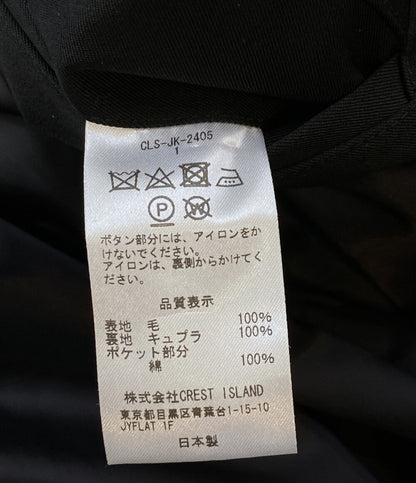 CLS-JK-2405
1
P W
ボタン部分には、アイロンをか
けないでください。
アイロンは、裏側からかけてく
ださい。
品質表示
表地 毛 100%
裏地 キュプラ 100%
ポケット部分
綿 100%
株式会社CREST ISLAND
東京都目黒区青葉台1-15-10
JYFLAT 1F
日本製